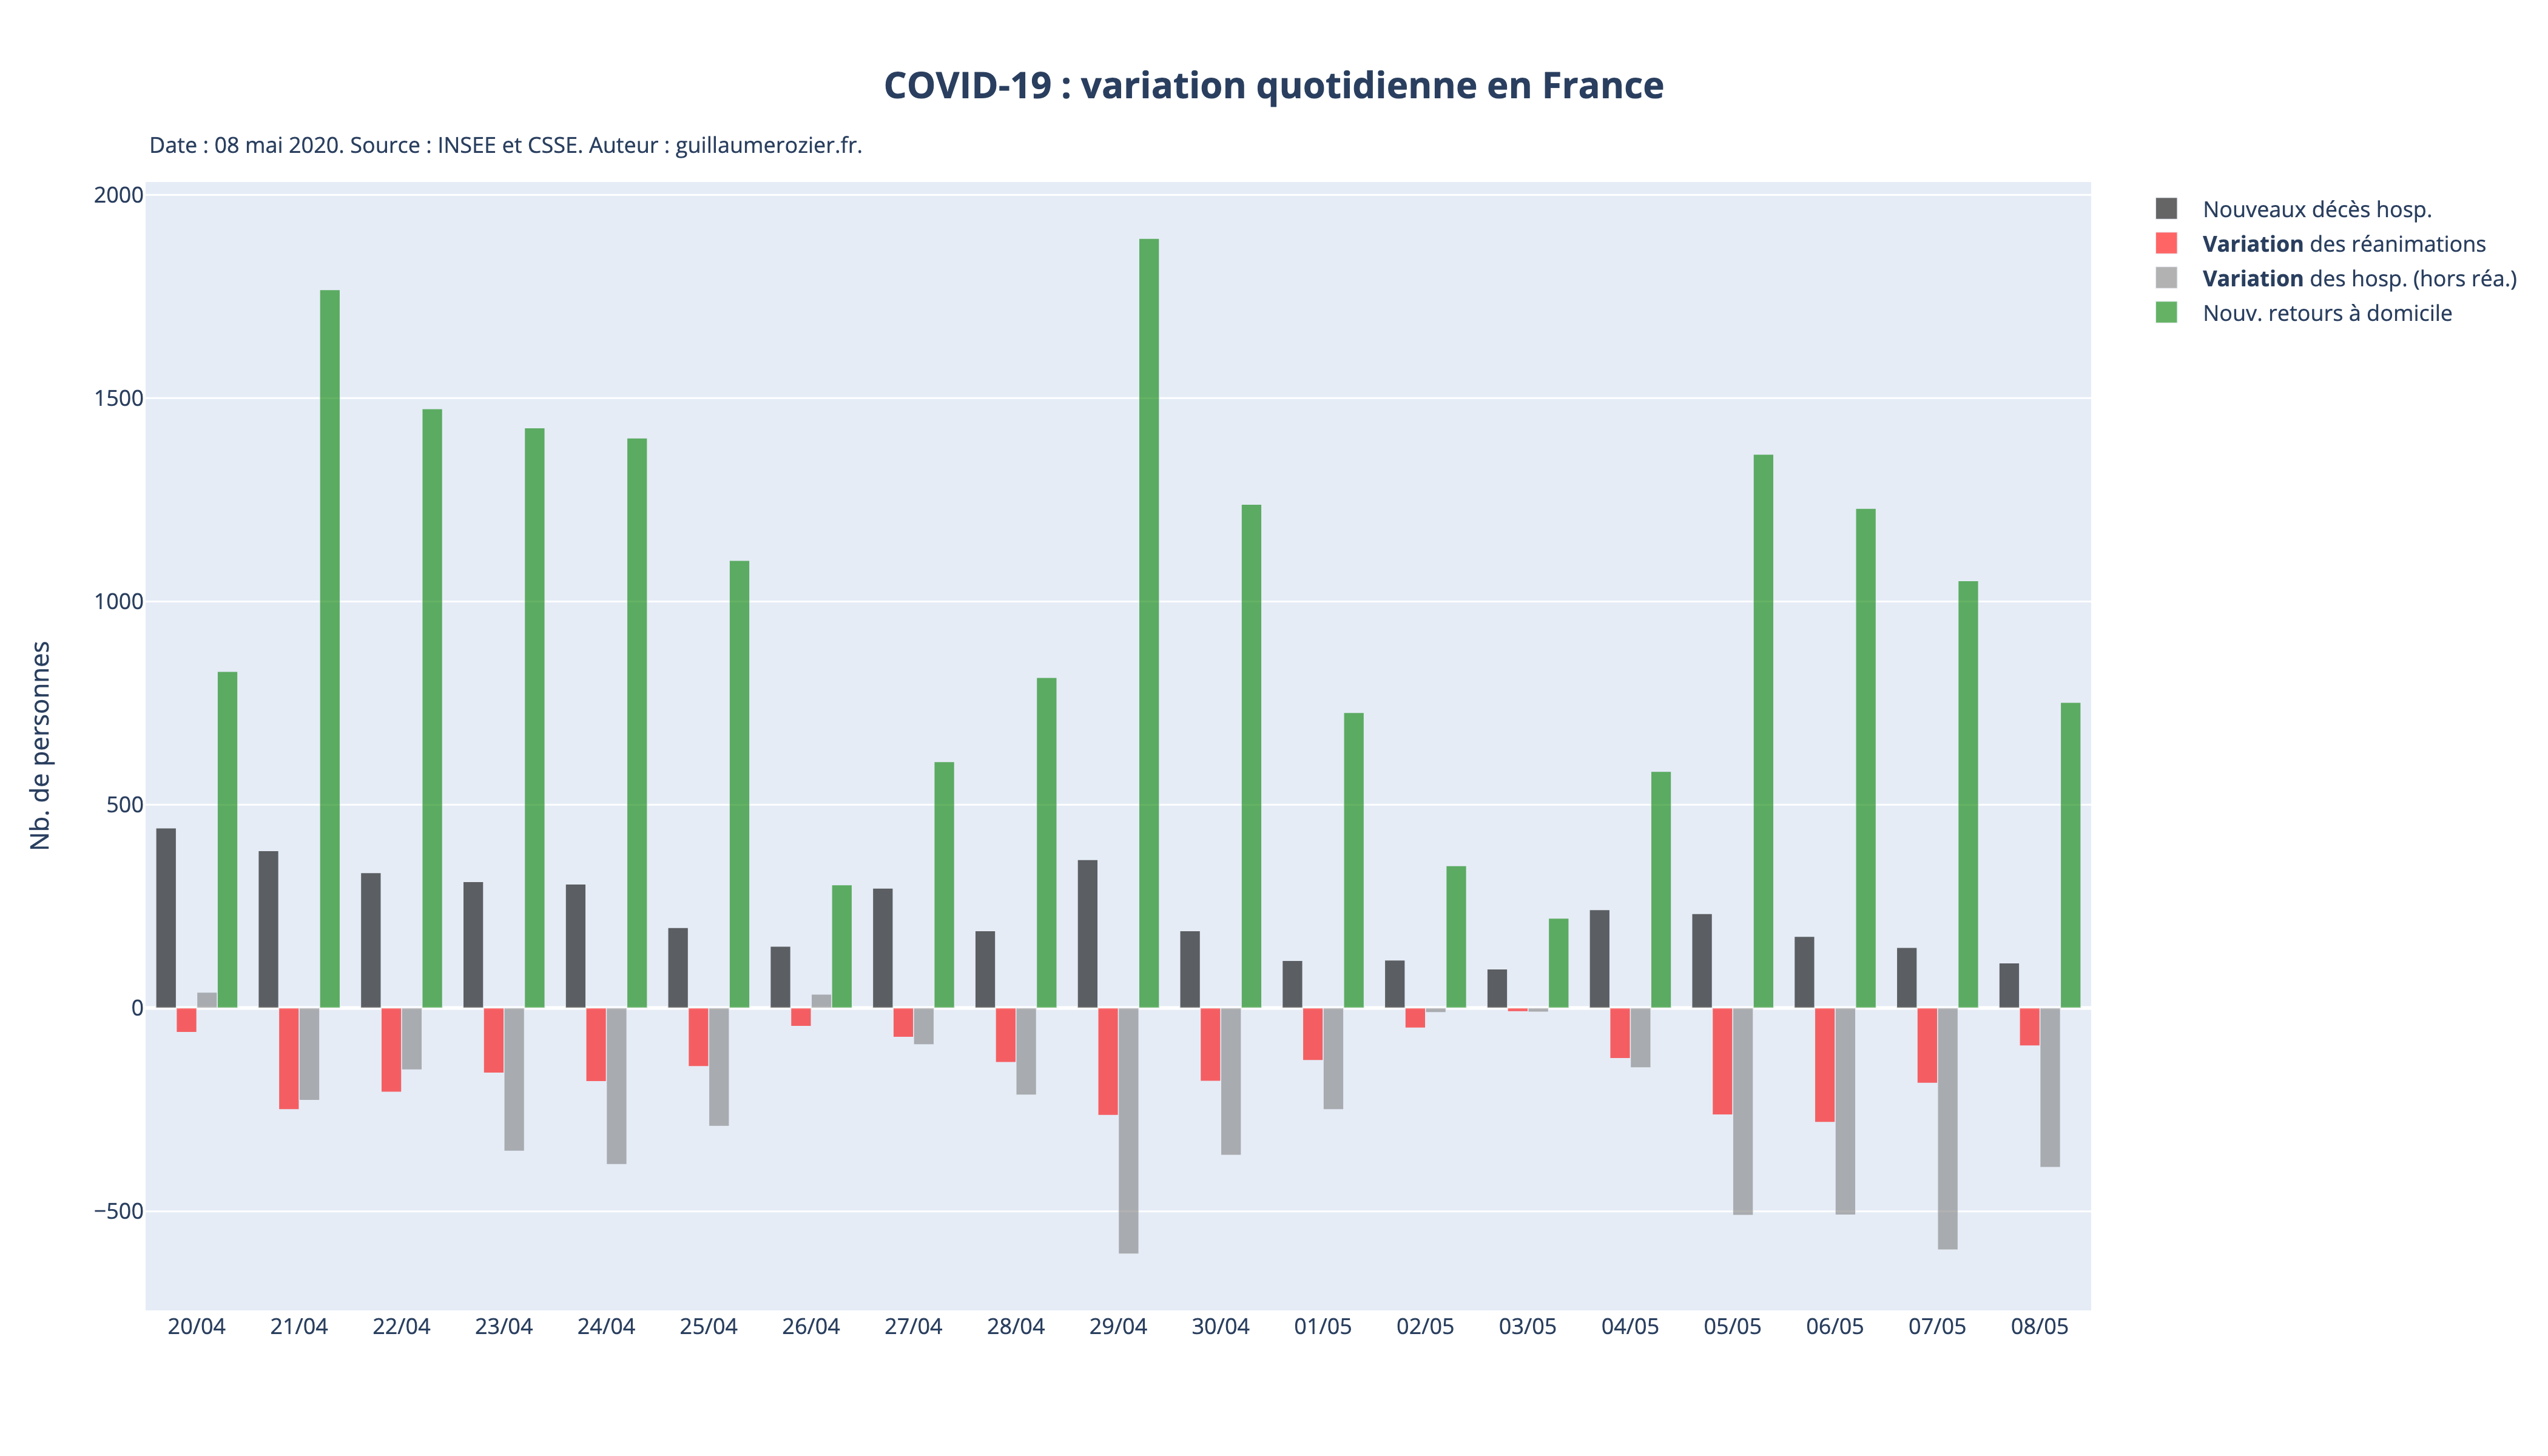 COVID-19 : variation quotidienne en France
Date : 08 mai 2020. Source : INSEE et CSSE. Auteur : guillaumerozier.fr.
Nouveaux décès hosp.
Variation des réanimations
Variation des hosp. (hors réa.)
Nouv. retours à domicile
Nb. de personnes
2000
1500
1000
500
0
−500
20/04 21/04 22/04 23/04 24/04 25/04 26/04 27/04 28/04 29/04 30/04 01/05 02/05 03/05 04/05 05/05 06/05 07/05 08/05